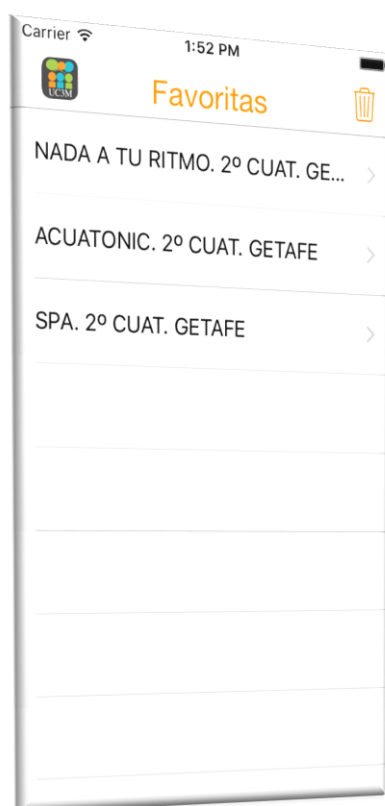 Carrier
1:52 PM
UC3M
Favoritas
NADA A TU RITMO. 2º CUAT. GE...
ACUATONIC. 2º CUAT. GETAFE
SPA. 2º CUAT. GETAFE